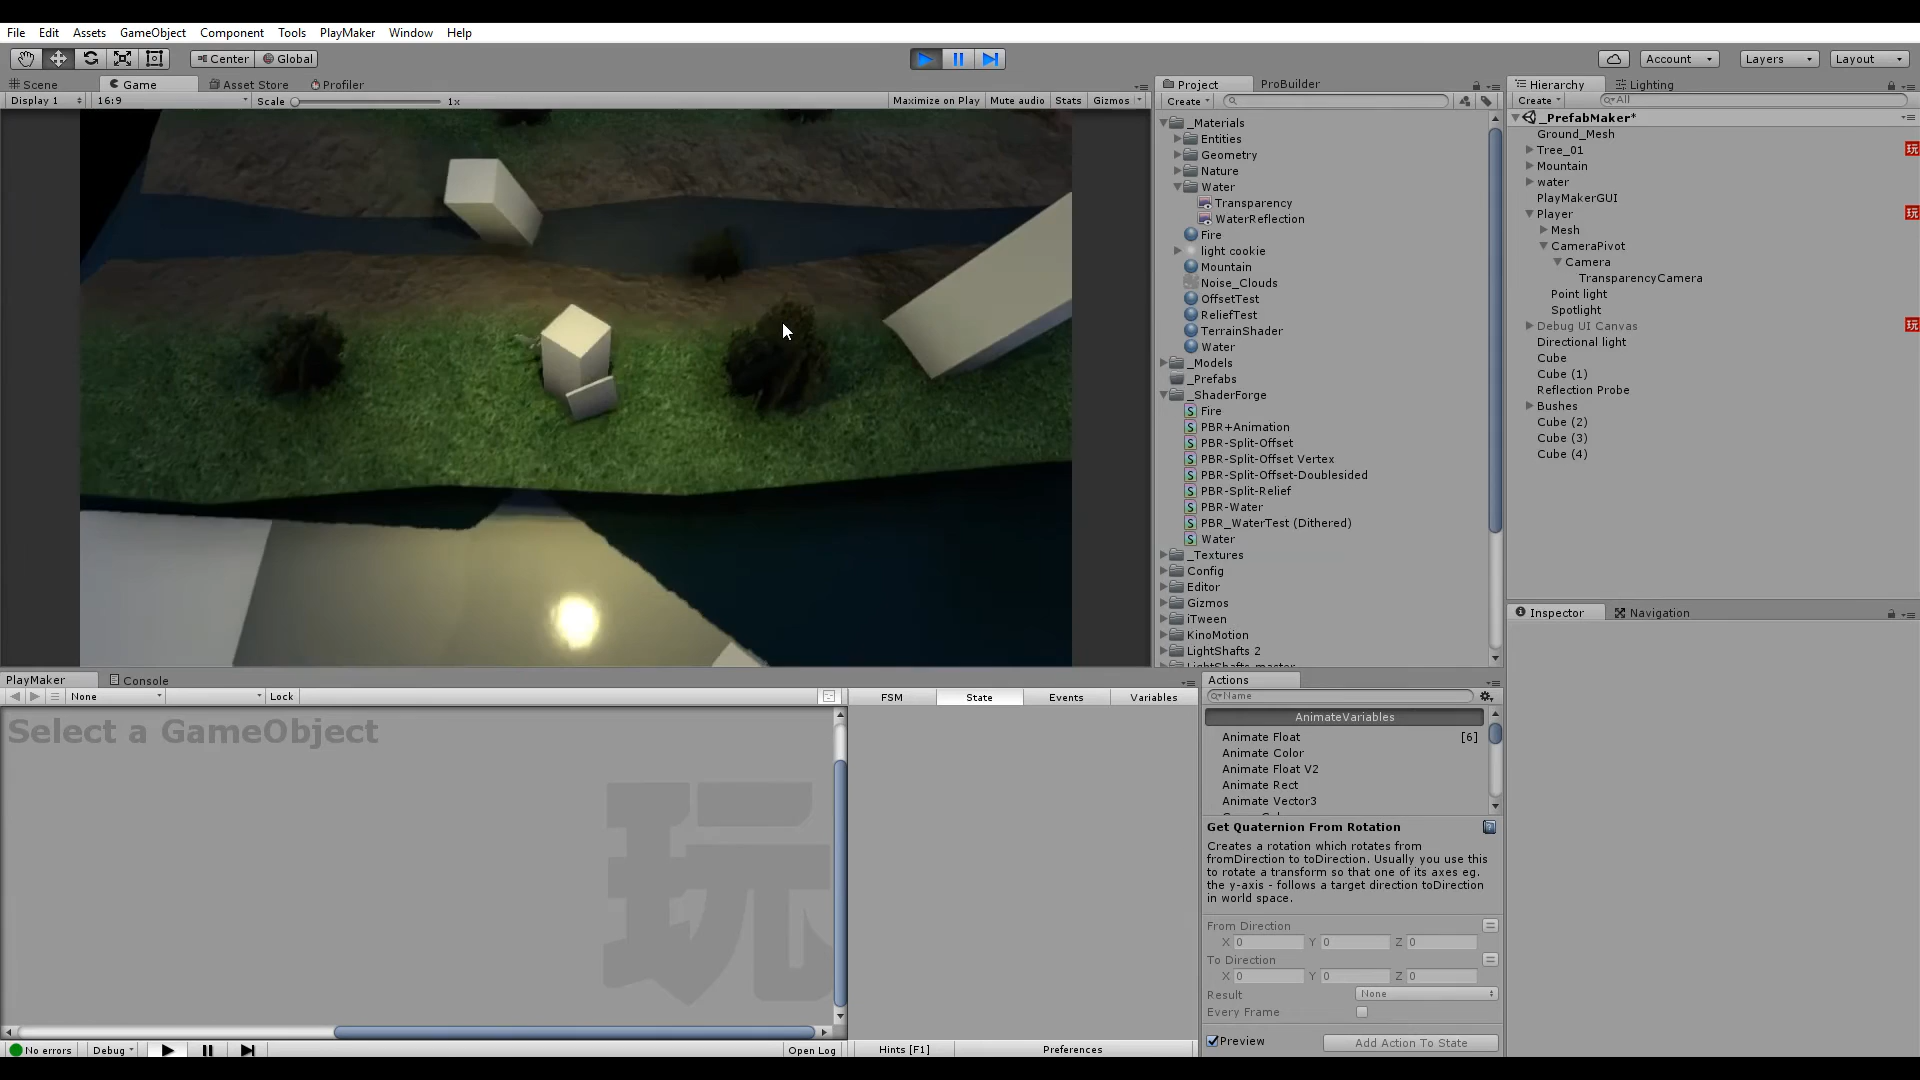 File Edit Assets GameObject Component Tools PlayMaker Window Help
Center Global
Account Layers Layout
Scene Game Asset Store Profiler
Display 1 16:9 Scale 1x Maximize on Play Mute audio Stats Gizmos
Project ProBuilder
Create
_Materials
Entities
Geometry
Nature
Water
Transparency
WaterReflection
Fire
light cookie
Mountain
Noise_Clouds
OffsetTest
ReliefTest
TerrainShader
Water
_Models
_Prefabs
_ShaderForge
Fire
PBR+Animation
PBR-Split-Offset
PBR-Split-Offset Vertex
PBR-Split-Offset-Doublesided
PBR-Split-Relief
PBR-Water
PBR_WaterTest (Dithered)
Water
_Textures
Config
Editor
Gizmos
iTween
KinoMotion
LightShafts 2
LightShafts-master
Hierarchy Lighting
Create All
_PrefabMaker*
Ground_Mesh
Tree_01 玩
Mountain
water
PlayMakerGUI
Player 玩
Mesh
CameraPivot
Camera
TransparencyCamera
Point light
Spotlight
Debug UI Canvas 玩
Directional light
Cube
Cube (1)
Reflection Probe
Bushes
Cube (2)
Cube (3)
Cube (4)
Inspector Navigation
PlayMaker Console
None Lock
Select a GameObject
玩
No errors Debug Open Log
FSM State Events Variables
Hints [F1] Preferences
Actions
Name
AnimateVariables
Animate Float [6]
Animate Color
Animate Float V2
Animate Rect
Animate Vector3
Get Quaternion From Rotation
Creates a rotation which rotates from
fromDirection to toDirection. Usually you use this
to rotate a transform so that one of its axes eg.
the y-axis - follows a target direction toDirection
in world space.
From Direction
X 0 Y 0 Z 0
To Direction
X 0 Y 0 Z 0
Result None
Every Frame
Preview Add Action To State